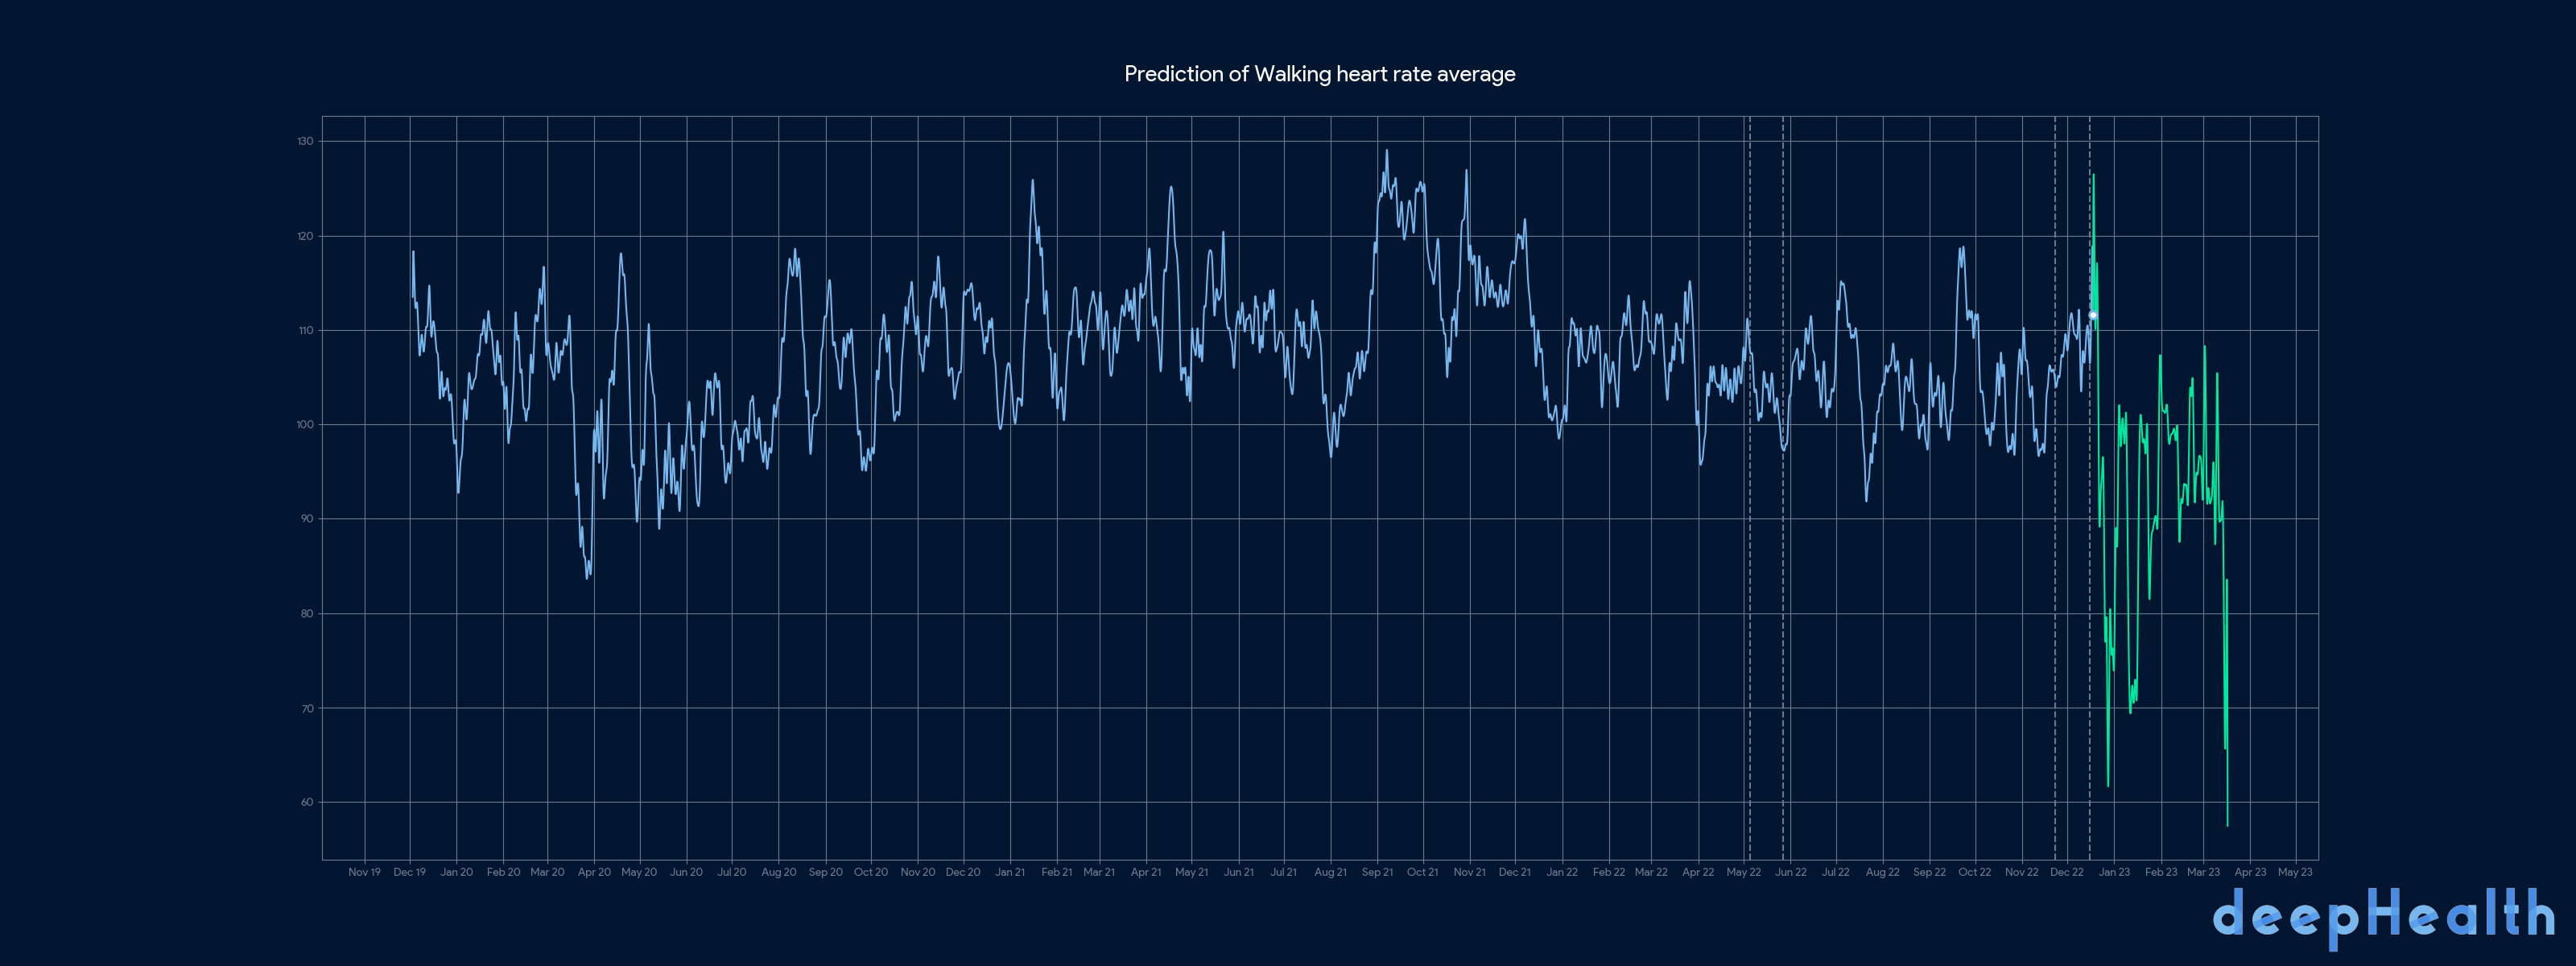 Prediction of Walking heart rate average
130
120
110
100
90
80
70
60
Nov 19 Dec 19 Jan 20 Feb 20 Mar 20 Apr 20 May 20 Jun 20 Jul 20 Aug 20 Sep 20 Oct 20 Nov 20 Dec 20 Jan 21 Feb 21 Mar 21 Apr 21 May 21 Jun 21 Jul 21 Aug 21 Sep 21 Oct 21 Nov 21 Dec 21 Jan 22 Feb 22 Mar 22 Apr 22 May 22 Jun 22 Jul 22 Aug 22 Sep 22 Oct 22 Nov 22 Dec 22 Jan 23 Feb 23 Mar 23 Apr 23 May 23
deepHealth